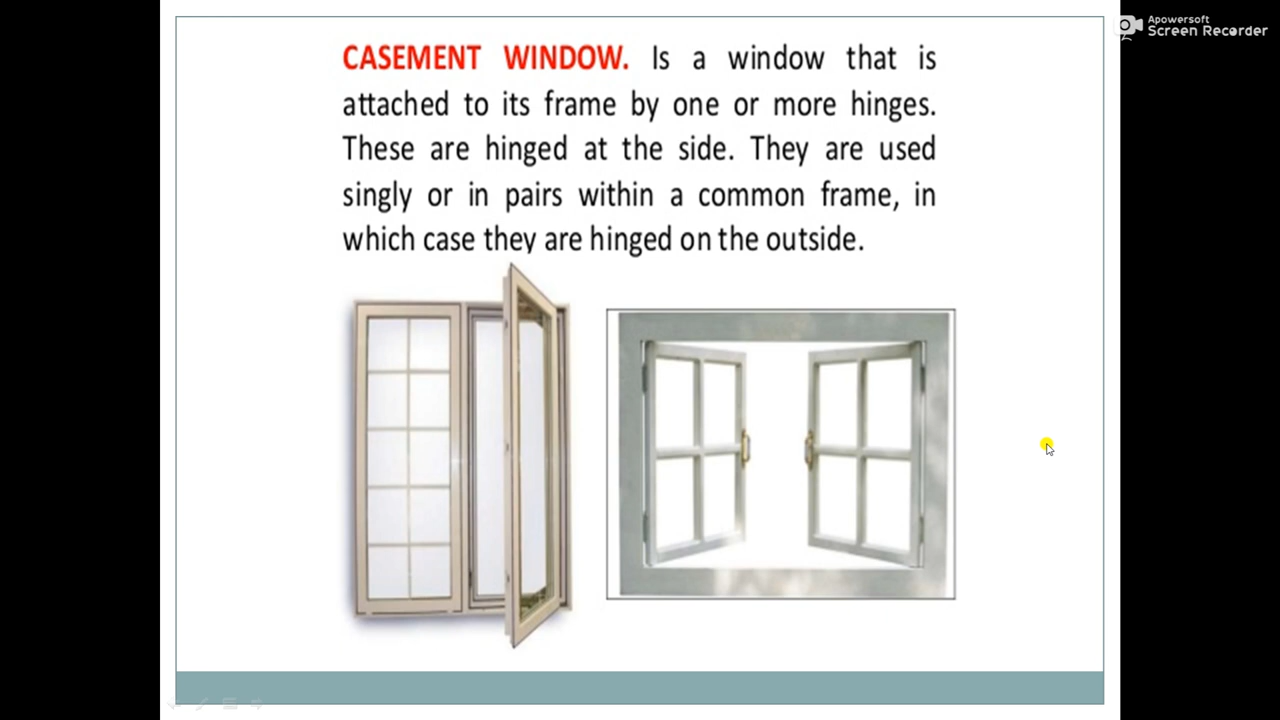 Apowersoft
Screen Recorder
CASEMENT WINDOW. Is a window that is
attached to its frame by one or more hinges.
These are hinged at the side. They are used
singly or in pairs within a common frame, in
which case they are hinged on the outside.